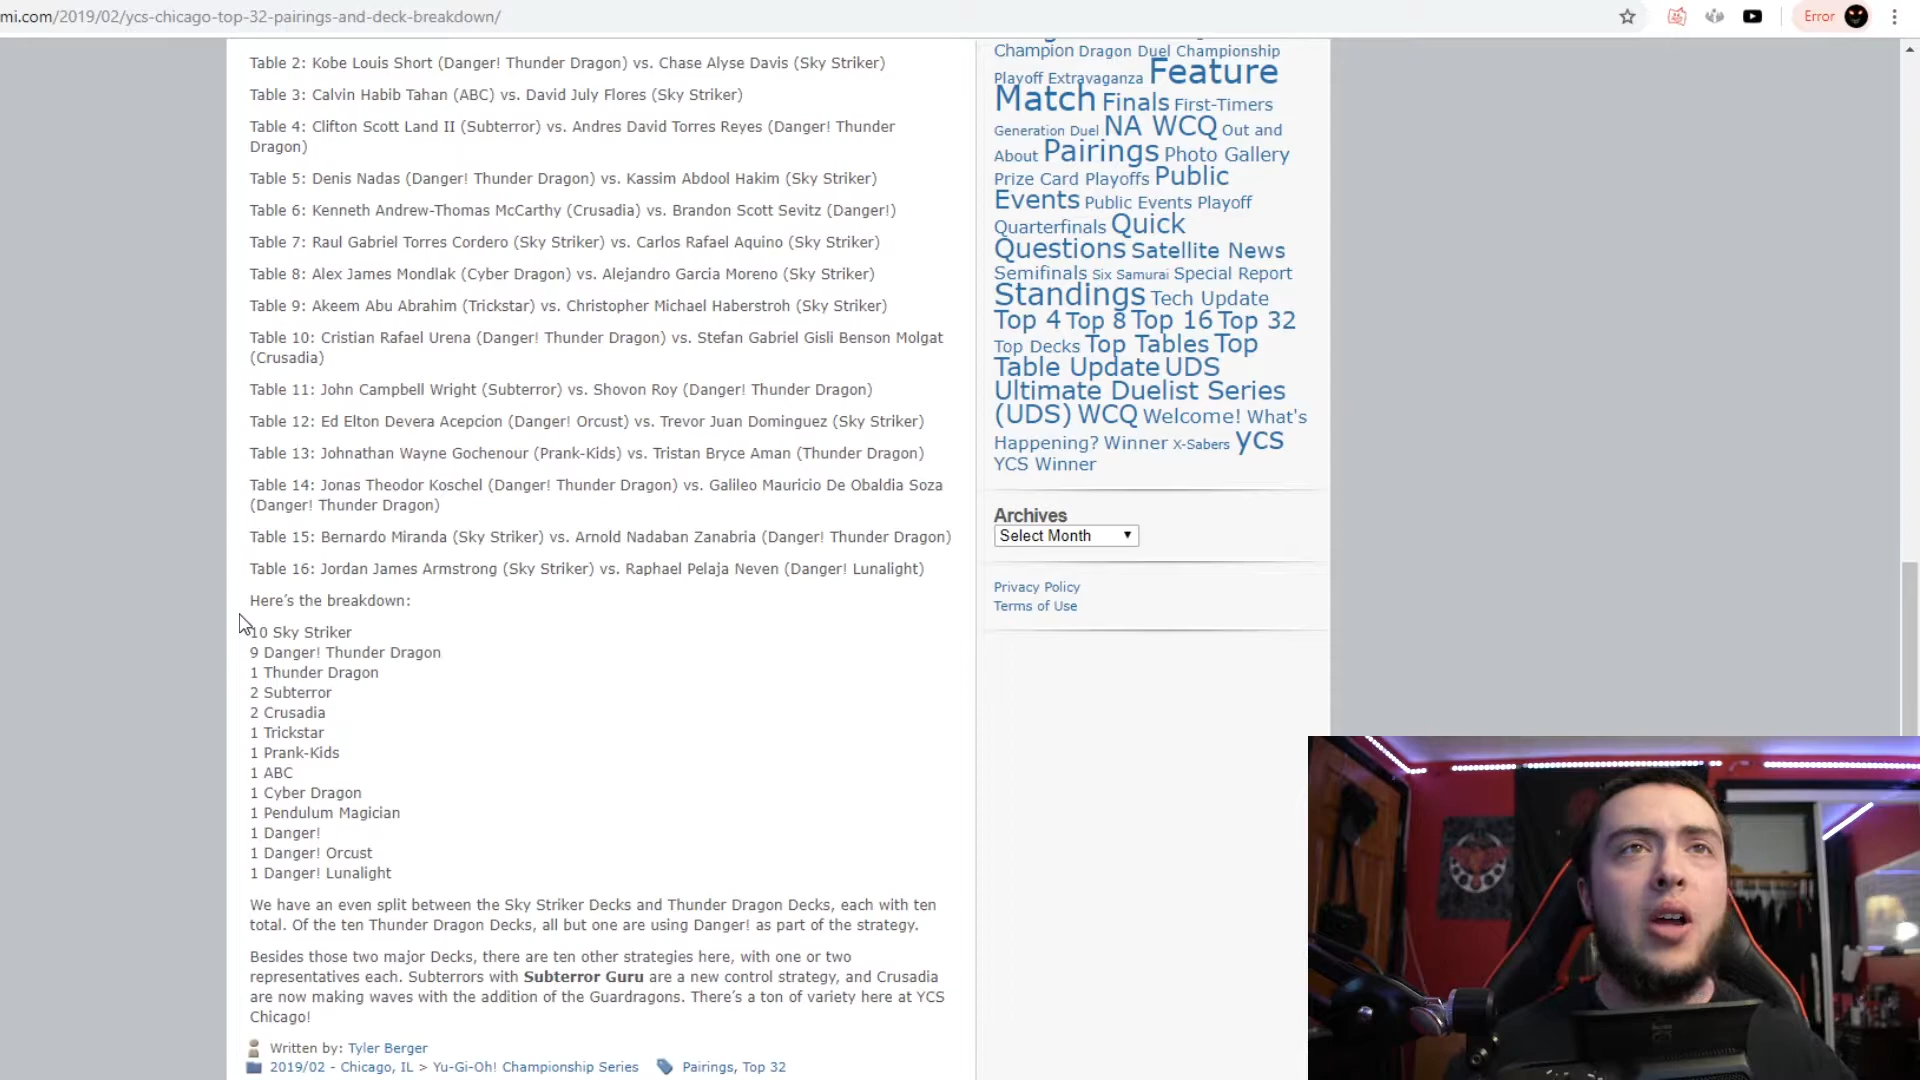 mi.com/2019/02/ycs-chicago-top-32-pairings-and-deck-breakdown/
Error
Table 2: Kobe Louis Short (Danger! Thunder Dragon) vs. Chase Alyse Davis (Sky Striker)
Table 3: Calvin Habib Tahan (ABC) vs. David July Flores (Sky Striker)
Table 4: Clifton Scott Land II (Subterror) vs. Andres David Torres Reyes (Danger! Thunder
Dragon)
Table 5: Denis Nadas (Danger! Thunder Dragon) vs. Kassim Abdool Hakim (Sky Striker)
Table 6: Kenneth Andrew-Thomas McCarthy (Crusadia) vs. Brandon Scott Sevitz (Danger!)
Table 7: Raul Gabriel Torres Cordero (Sky Striker) vs. Carlos Rafael Aquino (Sky Striker)
Table 8: Alex James Mondlak (Cyber Dragon) vs. Alejandro Garcia Moreno (Sky Striker)
Table 9: Akeem Abu Abrahim (Trickstar) vs. Christopher Michael Haberstroh (Sky Striker)
Table 10: Cristian Rafael Urena (Danger! Thunder Dragon) vs. Stefan Gabriel Gisli Benson Molgat
(Crusadia)
Table 11: John Campbell Wright (Subterror) vs. Shovon Roy (Danger! Thunder Dragon)
Table 12: Ed Elton Devera Acepcion (Danger! Orcust) vs. Trevor Juan Dominguez (Sky Striker)
Table 13: Johnathan Wayne Gochenour (Prank-Kids) vs. Tristan Bryce Aman (Thunder Dragon)
Table 14: Jonas Theodor Koschel (Danger! Thunder Dragon) vs. Galileo Mauricio De Obaldia Soza
(Danger! Thunder Dragon)
Table 15: Bernardo Miranda (Sky Striker) vs. Arnold Nadaban Zanabria (Danger! Thunder Dragon)
Table 16: Jordan James Armstrong (Sky Striker) vs. Raphael Pelaja Neven (Danger! Lunalight)
Here's the breakdown:
10 Sky Striker
9 Danger! Thunder Dragon
1 Thunder Dragon
2 Subterror
2 Crusadia
1 Trickstar
1 Prank-Kids
1 ABC
1 Cyber Dragon
1 Pendulum Magician
1 Danger!
1 Danger! Orcust
1 Danger! Lunalight
We have an even split between the Sky Striker Decks and Thunder Dragon Decks, each with ten
total. Of the ten Thunder Dragon Decks, all but one are using Danger! as part of the strategy.
Besides those two major Decks, there are ten other strategies here, with one or two
representatives each. Subterrors with Subterror Guru are a new control strategy, and Crusadia
are now making waves with the addition of the Guardragons. There's a ton of variety here at YCS
Chicago!
Written by: Tyler Berger
2019/02 - Chicago, IL > Yu-Gi-Oh! Championship Series Pairings, Top 32
Champion Dragon Duel Championship
Playoff Extravaganza Feature
Match Finals First-Timers
Generation Duel NA WCQ Out and
About Pairings Photo Gallery
Prize Card Playoffs Public
Events Public Events Playoff
Quarterfinals Quick
Questions Satellite News
Semifinals Six Samurai Special Report
Standings Tech Update
Top 4 Top 8 Top 16 Top 32
Top Decks Top Tables Top
Table Update UDS
Ultimate Duelist Series
(UDS) WCQ Welcome! What's
Happening? Winner X-Sabers ycs
YCS Winner
Archives
Select Month
Privacy Policy
Terms of Use